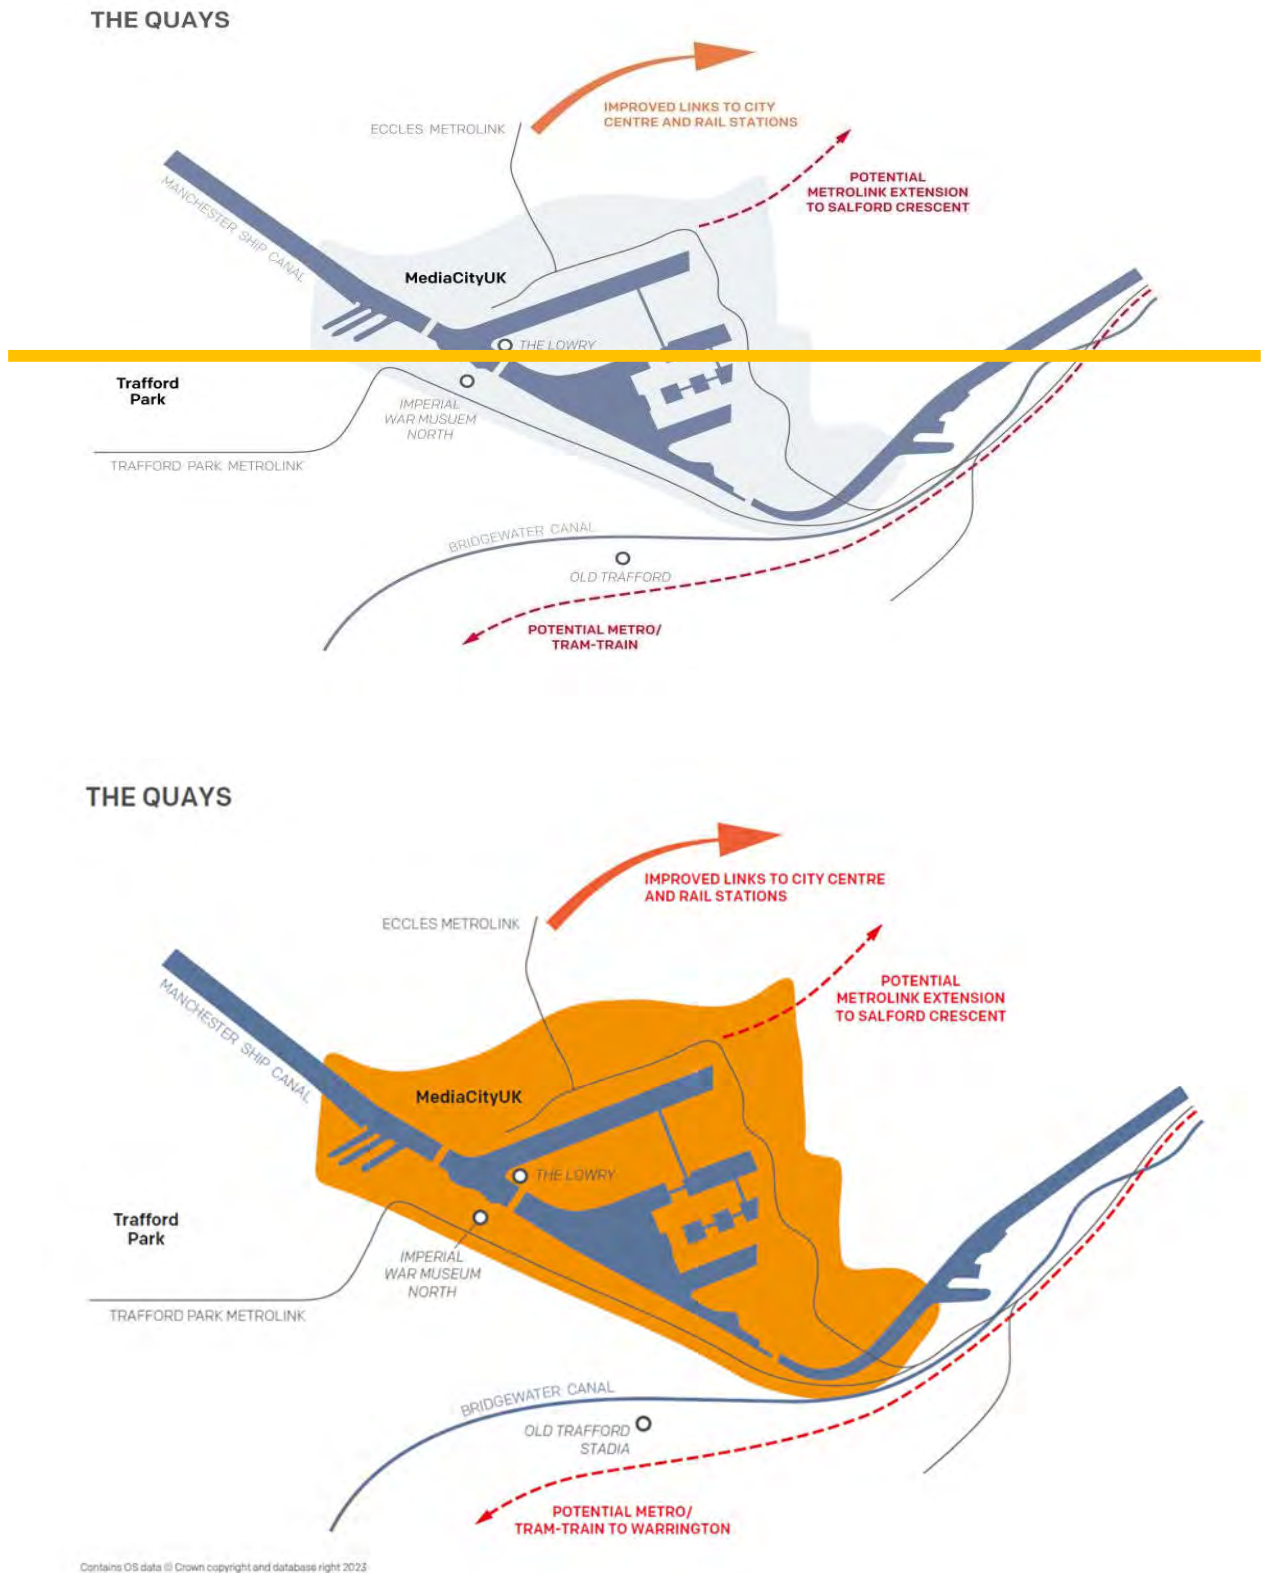 THE QUAYS
IMPROVED LINKS TO CITY
CENTRE AND RAIL STATIONS
ECCLES METROLINK
POTENTIAL
METROLINK EXTENSION
TO SALFORD CRESCENT
MANCHESTER SHIP CANAL
MediaCityUK
THE LOWRY
Trafford
Park
IMPERIAL
WAR MUSUEM
NORTH
TRAFFORD PARK METROLINK
BRIDGEWATER CANAL
OLD TRAFFORD
POTENTIAL METRO/
TRAM-TRAIN
THE QUAYS
IMPROVED LINKS TO CITY CENTRE
AND RAIL STATIONS
ECCLES METROLINK
POTENTIAL
METROLINK EXTENSION
TO SALFORD CRESCENT
MANCHESTER SHIP CANAL
MediaCityUK
THE LOWRY
Trafford
Park
IMPERIAL
WAR MUSEUM
NORTH
TRAFFORD PARK METROLINK
BRIDGEWATER CANAL
OLD TRAFFORD
STADIA
POTENTIAL METRO/
TRAM-TRAIN TO WARRINGTON
Contains OS data © Crown copyright and database right 2023